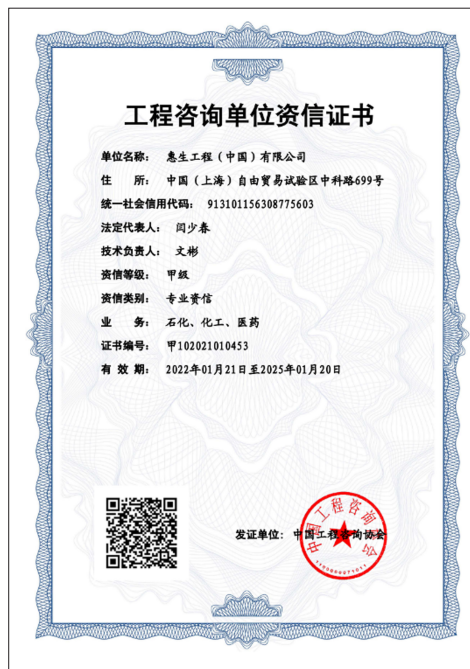 工程咨询单位资信证书
单位名称： 惠生工程（中国）有限公司
住 所： 中国（上海）自由贸易试验区中科路699号
统一社会信用代码： 913101156308775603
法定代表人： 闫少春
技术负责人： 文彬
资信等级： 甲级
资信类别： 专业资信
业 务： 石化、化工、医药
证书编号： 甲102021010453
有 效 期： 2022年01月21日至2025年01月20日
发证单位： 中国工程咨询协会
中国工程咨询协会